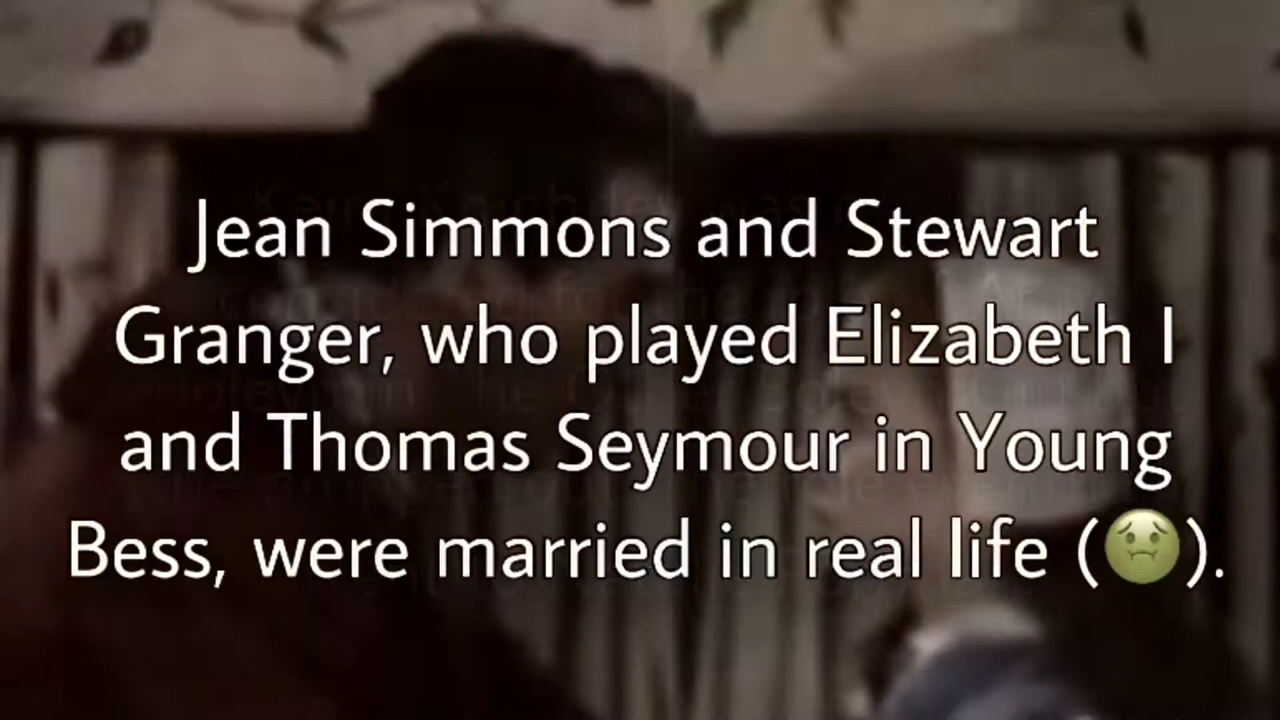 Jean Simmons and Stewart
Granger, who played Elizabeth I
and Thomas Seymour in Young
Bess, were married in real life (🤢).